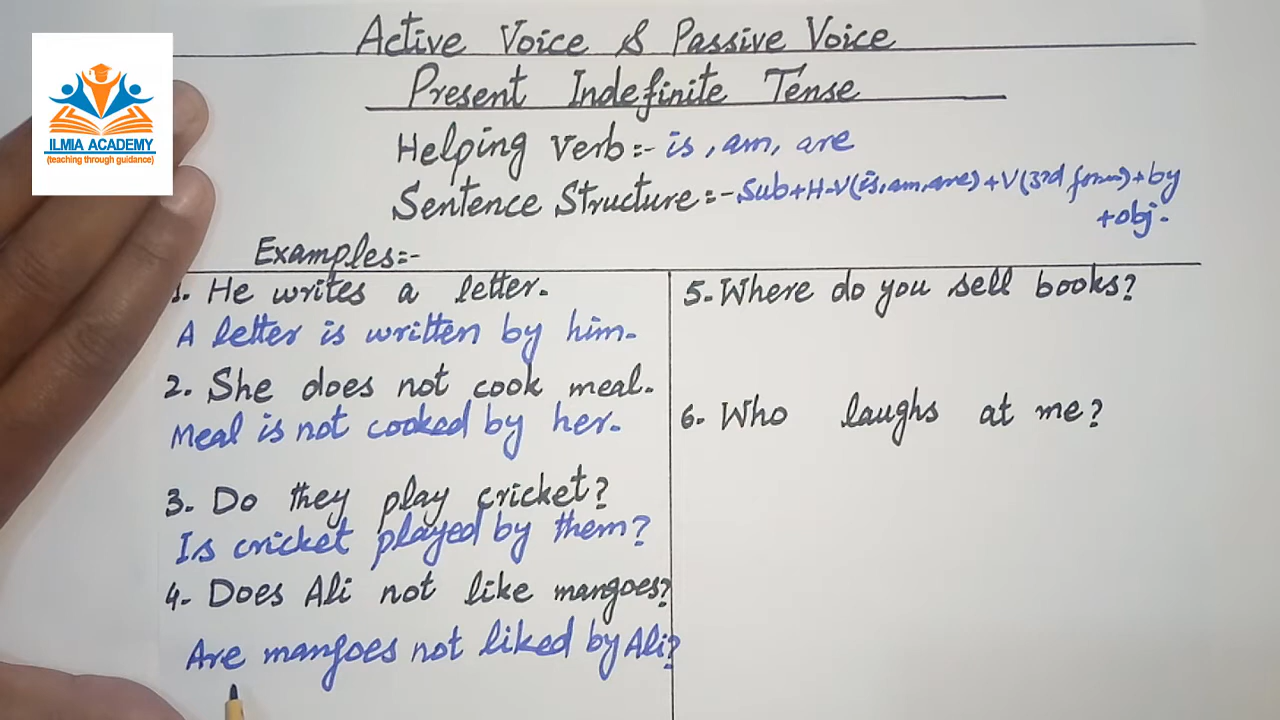 Active Voice & Passive Voice
Present Indefinite Tense
Helping Verb:- is, am, are
Sentence Structure:- Sub+H-V(is,am,are)+V(3rd form)+by
+obj.
Examples:-
1. He writes a letter.
A letter is written by him.
2. She does not cook meal.
Meal is not cooked by her.
3. Do they play cricket?
Is cricket played by them?
4. Does Ali not like mangoes?
Are mangoes not liked by Ali?
5. Where do you sell books?
6. Who laughs at me?
ILMIA ACADEMY
(teaching through guidance)